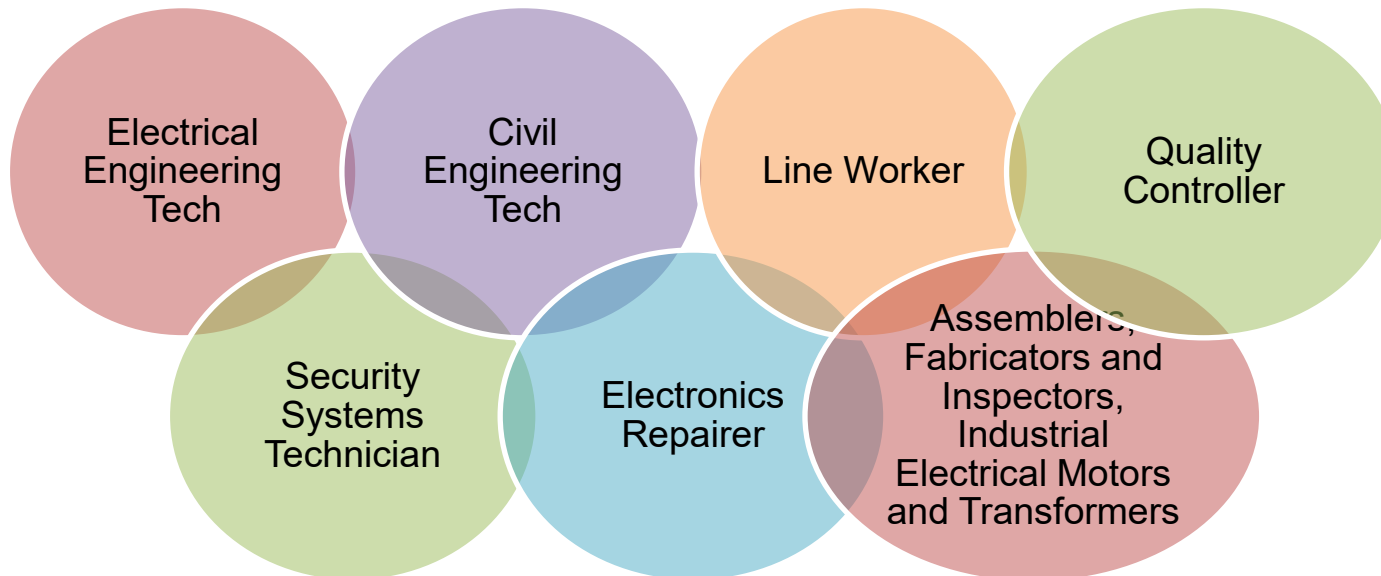 Electrical
Engineering
Tech
Civil
Engineering
Tech
Line Worker
Quality
Controller
Security
Systems
Technician
Electronics
Repairer
Assemblers,
Fabricators and
Inspectors,
Industrial
Electrical Motors
and Transformers